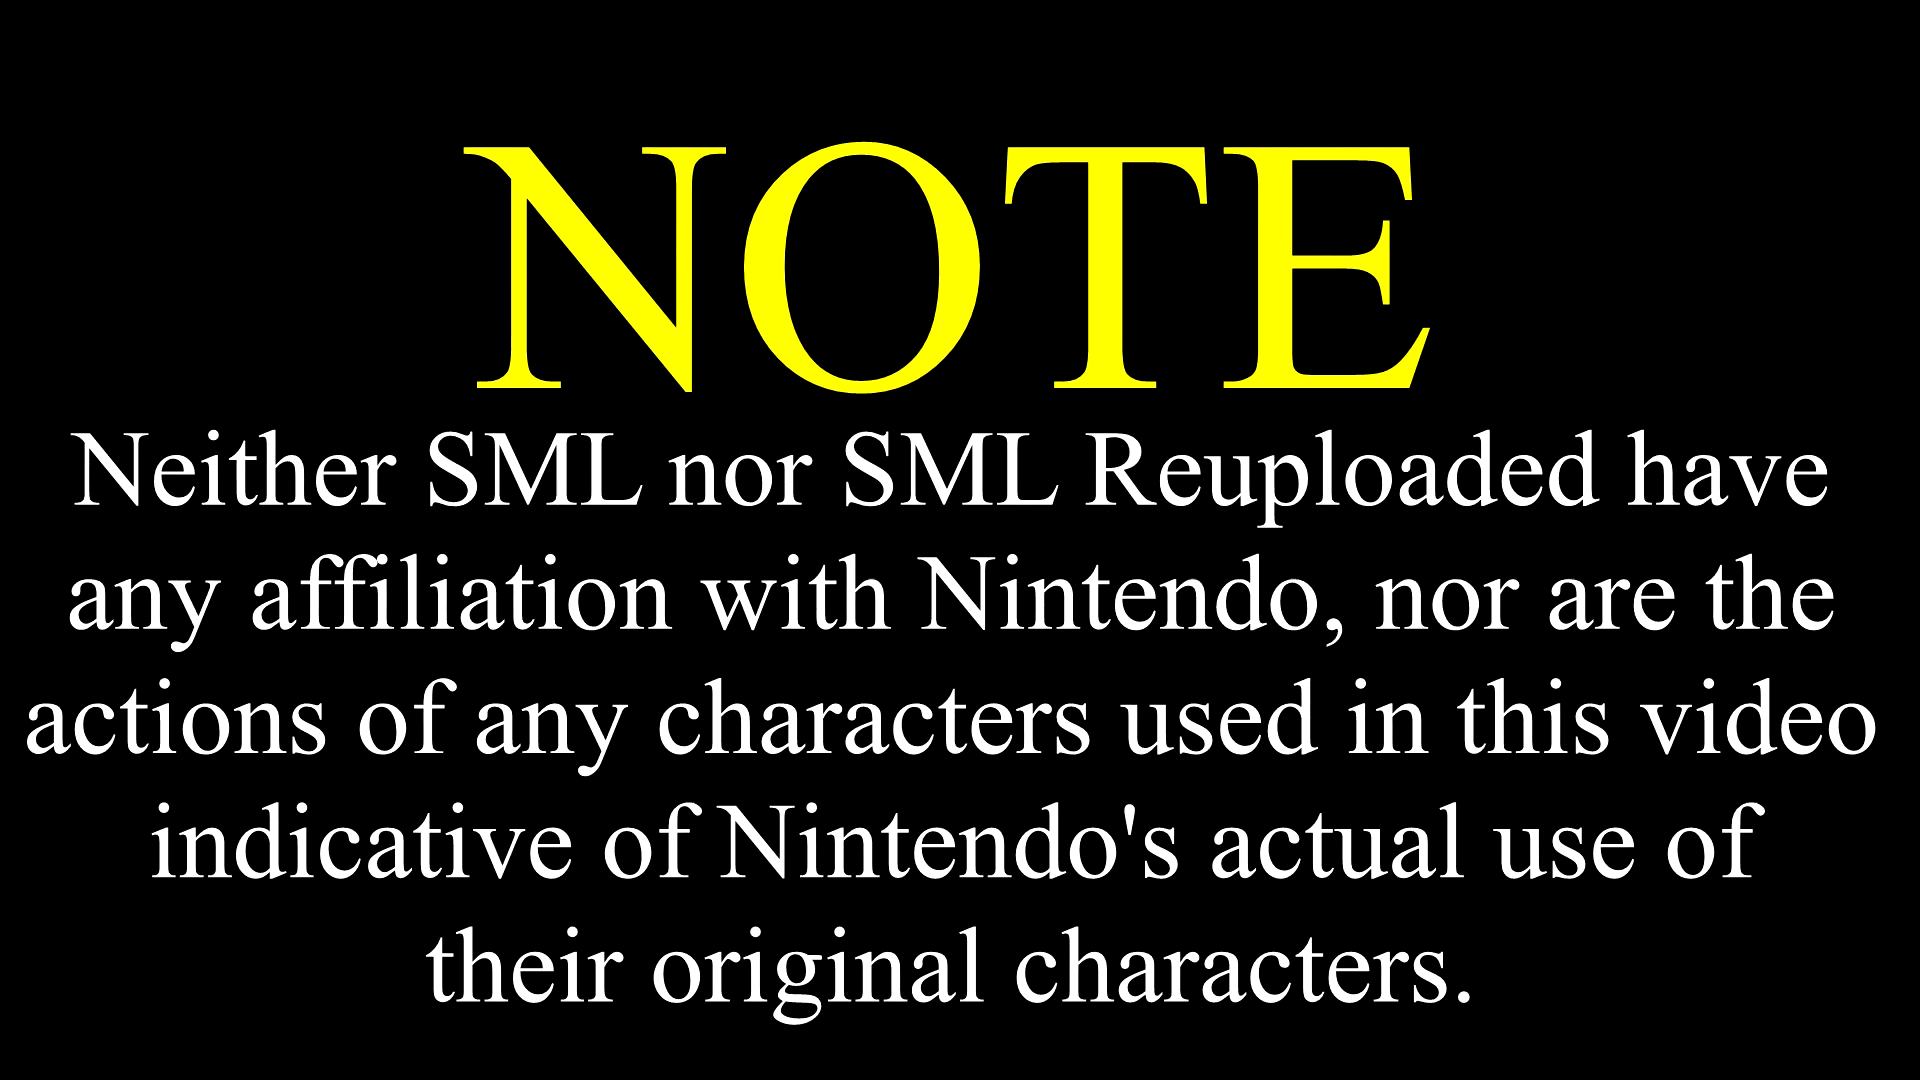 NOTE
Neither SML nor SML Reuploaded have
any affiliation with Nintendo, nor are the
actions of any characters used in this video
indicative of Nintendo's actual use of
their original characters.